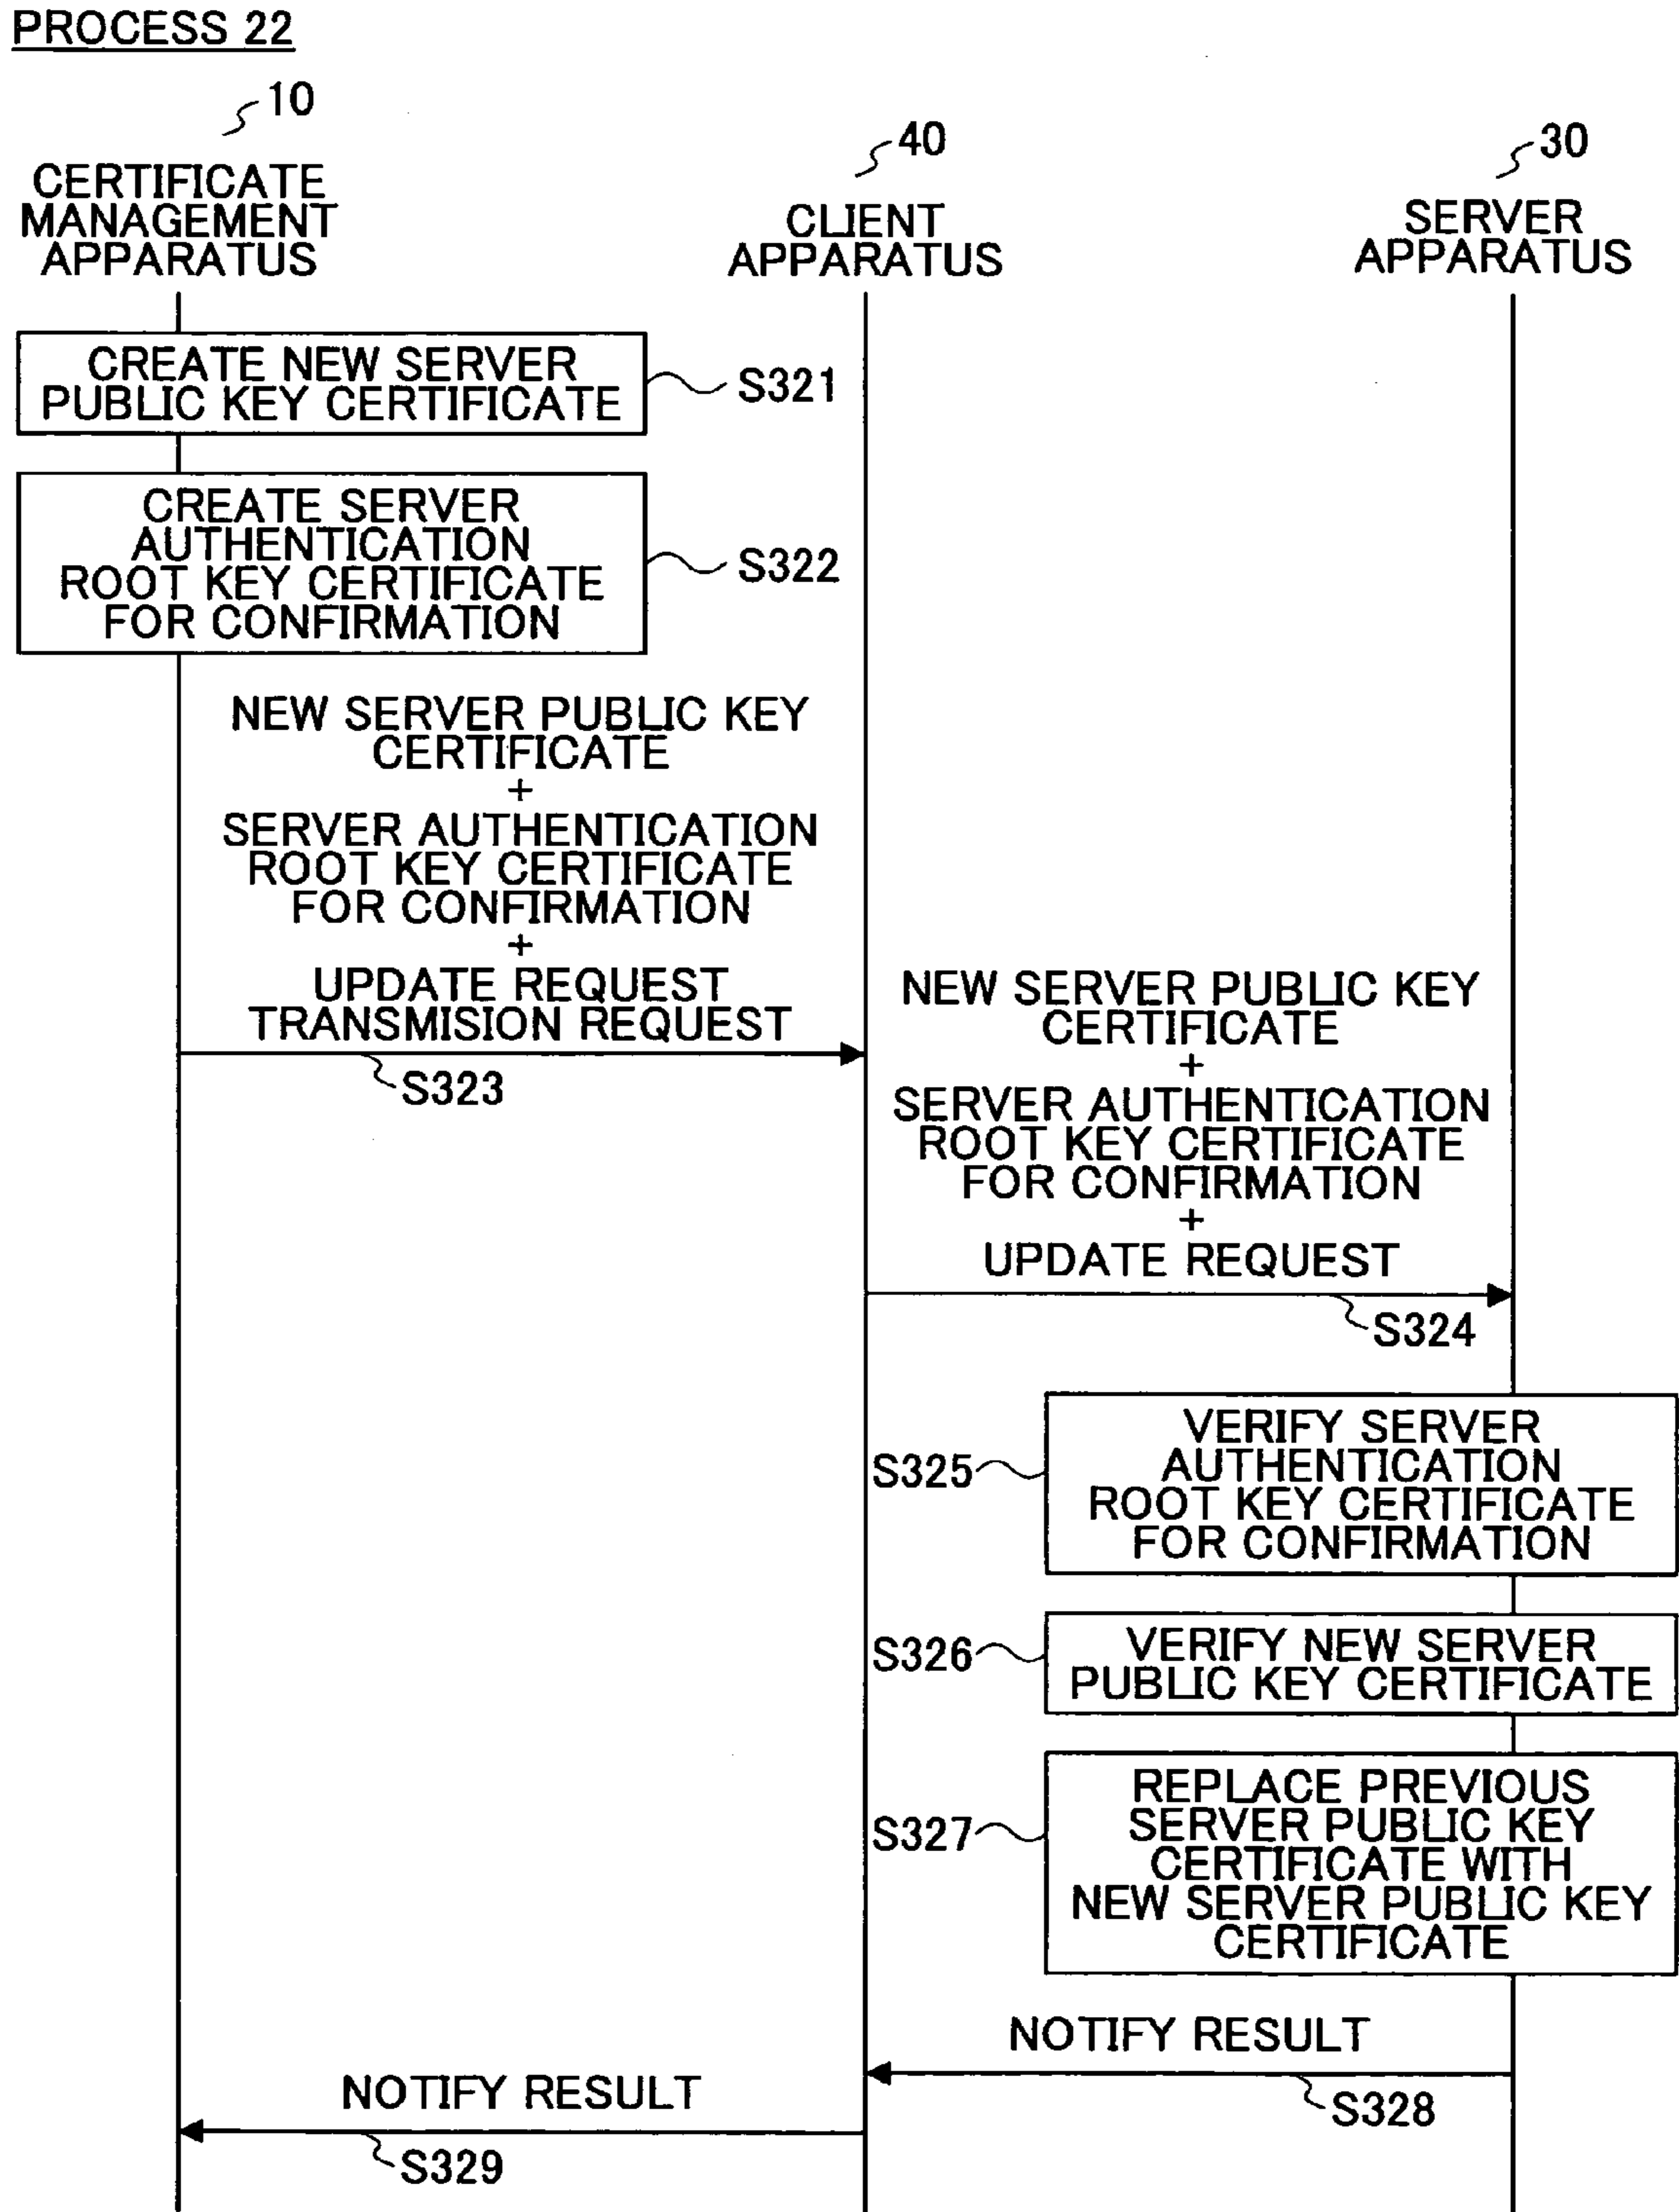 PROCESS 22
10
CERTIFICATE
MANAGEMENT
APPARATUS
40
CLIENT
APPARATUS
30
SERVER
APPARATUS
CREATE NEW SERVER
PUBLIC KEY CERTIFICATE
S321
CREATE SERVER
AUTHENTICATION
ROOT KEY CERTIFICATE
FOR CONFIRMATION
S322
NEW SERVER PUBLIC KEY
CERTIFICATE
+
SERVER AUTHENTICATION
ROOT KEY CERTIFICATE
FOR CONFIRMATION
+
UPDATE REQUEST
TRANSMISION REQUEST
S323
NEW SERVER PUBLIC KEY
CERTIFICATE
+
SERVER AUTHENTICATION
ROOT KEY CERTIFICATE
FOR CONFIRMATION
+
UPDATE REQUEST
S324
S325
VERIFY SERVER
AUTHENTICATION
ROOT KEY CERTIFICATE
FOR CONFIRMATION
S326
VERIFY NEW SERVER
PUBLIC KEY CERTIFICATE
S327
REPLACE PREVIOUS
SERVER PUBLIC KEY
CERTIFICATE WITH
NEW SERVER PUBLIC KEY
CERTIFICATE
NOTIFY RESULT
S328
NOTIFY RESULT
S329